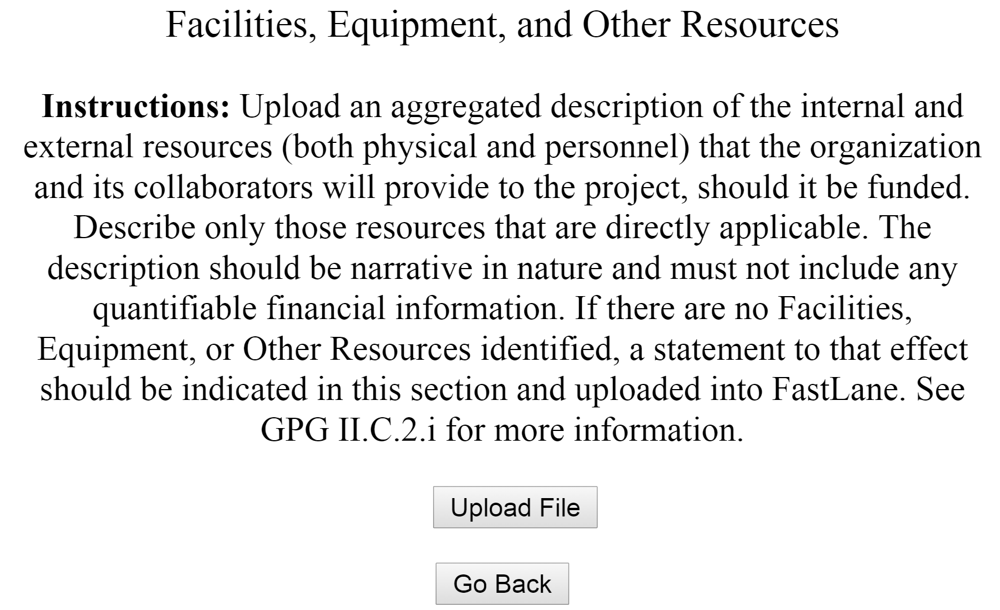 Facilities, Equipment, and Other Resources
Instructions: Upload an aggregated description of the internal and
external resources (both physical and personnel) that the organization
and its collaborators will provide to the project, should it be funded.
Describe only those resources that are directly applicable. The
description should be narrative in nature and must not include any
quantifiable financial information. If there are no Facilities,
Equipment, or Other Resources identified, a statement to that effect
should be indicated in this section and uploaded into FastLane. See
GPG II.C.2.i for more information.
Upload File
Go Back